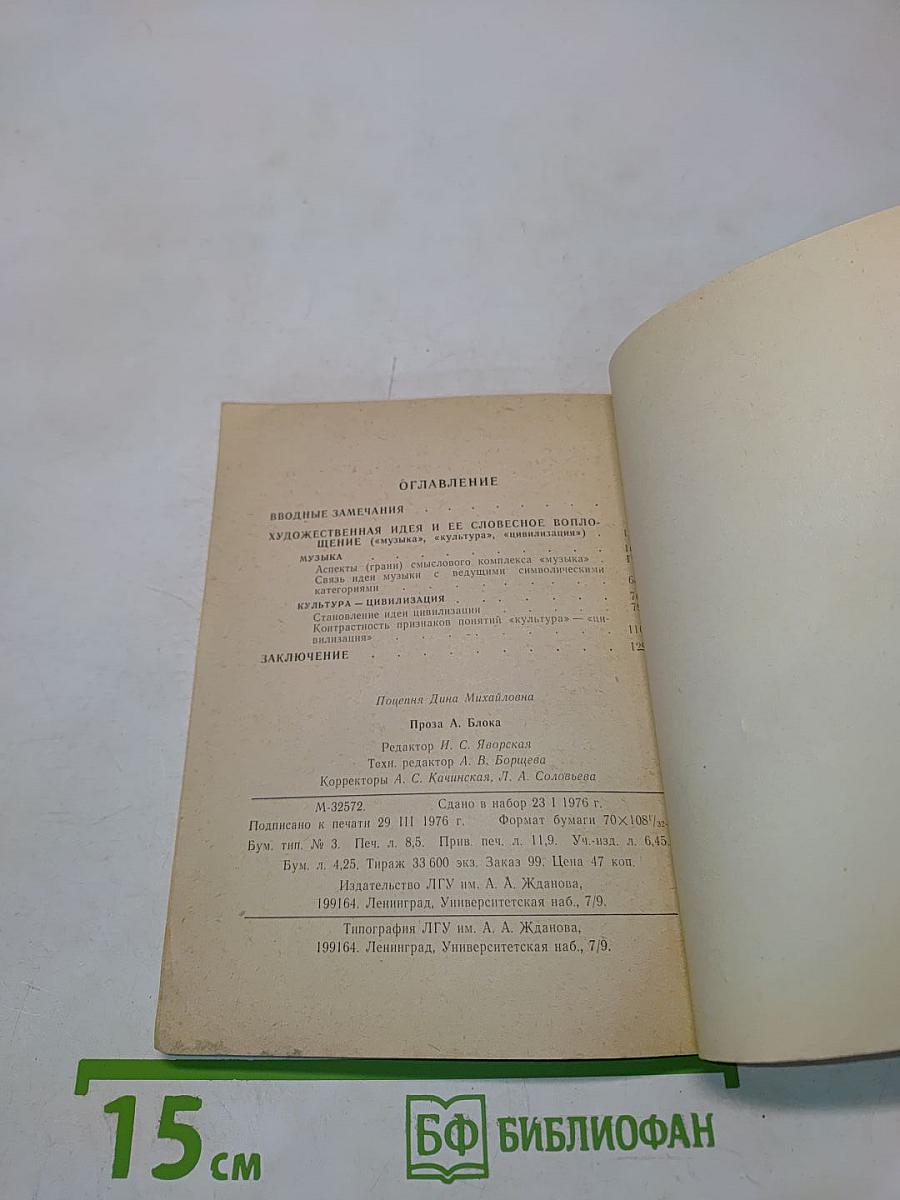 ОГЛАВЛЕНИЕ
ВВОДНЫЕ ЗАМЕЧАНИЯ . . . . . . .
ХУДОЖЕСТВЕННАЯ ИДЕЯ И ЕЕ СЛОВЕСНОЕ ВОПЛО-
ЩЕНИЕ («музыка», «культура», «цивилизация») .
МУЗЫКА . . . . . . . . . .
Аспекты (грани) смыслового комплекса «музыка» .
Связь идеи музыки с ведущими символическими
категориями . . . . . . . . .
КУЛЬТУРА — ЦИВИЛИЗАЦИЯ . . . . . . .
Становление идеи цивилизации . . . . .
Контрастность признаков понятий «культура» — «ци-
вилизация» . . . . . . . . .
ЗАКЛЮЧЕНИЕ . . . . . . . . . .
Поцепня Дина Михайловна
Проза А. Блока
Редактор И. С. Яворская
Техн. редактор А. В. Борщева
Корректоры А. С. Качинская, Л. А. Соловьева
М-32572. Сдано в набор 23 I 1976 г.
Подписано к печати 29 III 1976 г. Формат бумаги 70×108¹/₃₂.
Бум. тип. № 3. Печ. л. 8,5. Прив. печ. л. 11,9. Уч.-изд. л. 6,45.
Бум. л. 4,25. Тираж 33 600 экз. Заказ 99. Цена 47 коп.
Издательство ЛГУ им. А. А. Жданова,
199164. Ленинград, Университетская наб., 7/9.
Типография ЛГУ им. А. А. Жданова,
199164. Ленинград, Университетская наб., 7/9.
15 см
БФ БИБЛИОФАН